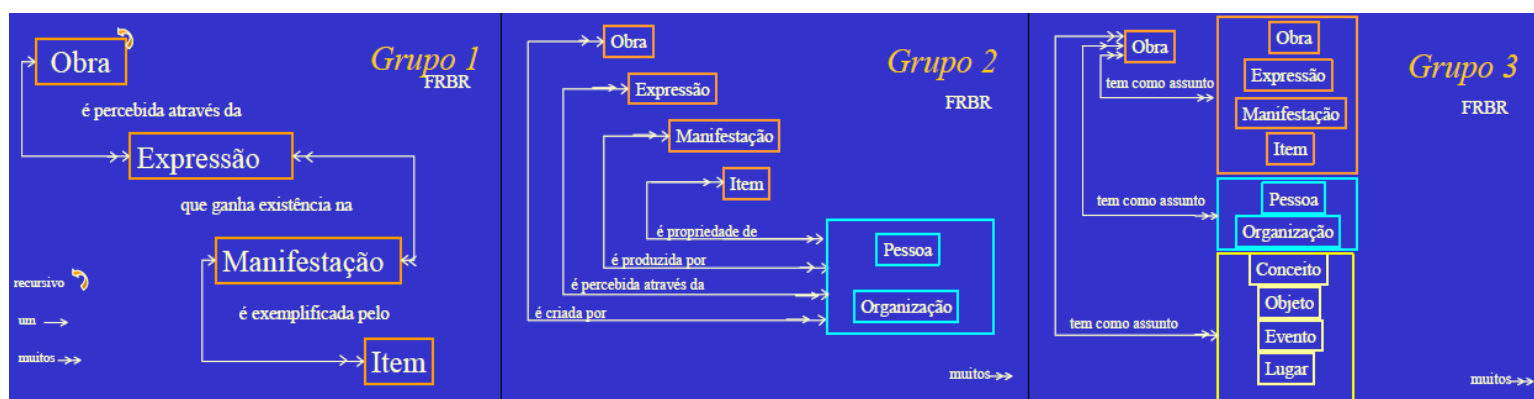 Grupo 1
FRBR
Obra
é percebida através da
Expressão
que ganha existência na
Manifestação
é exemplificada pelo
Item
recursivo
um
muitos
Grupo 2
FRBR
Obra
Expressão
Manifestação
Item
é propriedade de
é produzida por
é percebida através da
é criada por
Pessoa
Organização
muitos
Grupo 3
FRBR
Obra
tem como assunto
Obra
Expressão
Manifestação
Item
tem como assunto
Pessoa
Organização
tem como assunto
Conceito
Objeto
Evento
Lugar
muitos